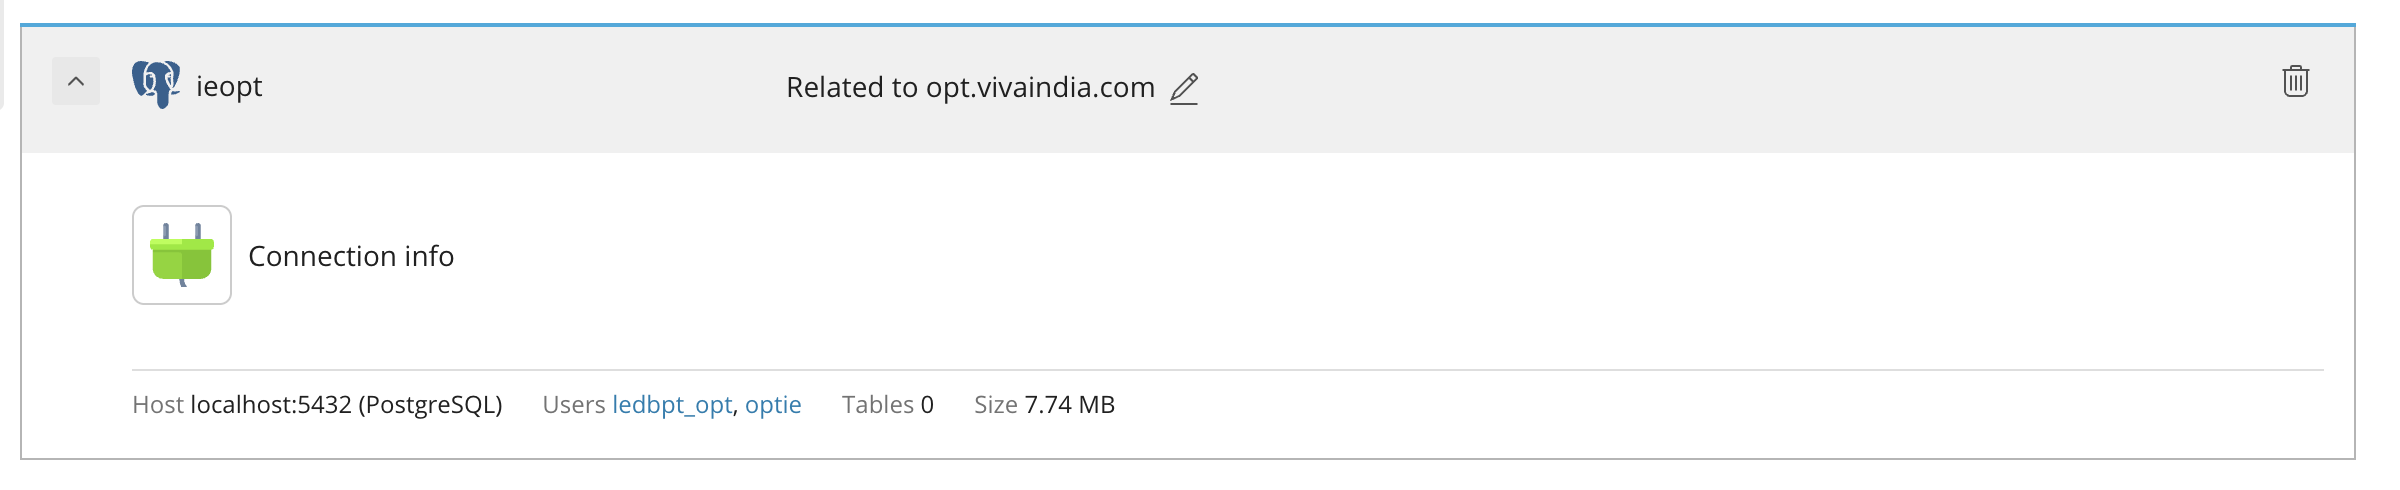 ieopt Related to opt.vivaindia.com
Connection info
Host localhost:5432 (PostgreSQL) Users ledbpt_opt, optie Tables 0 Size 7.74 MB